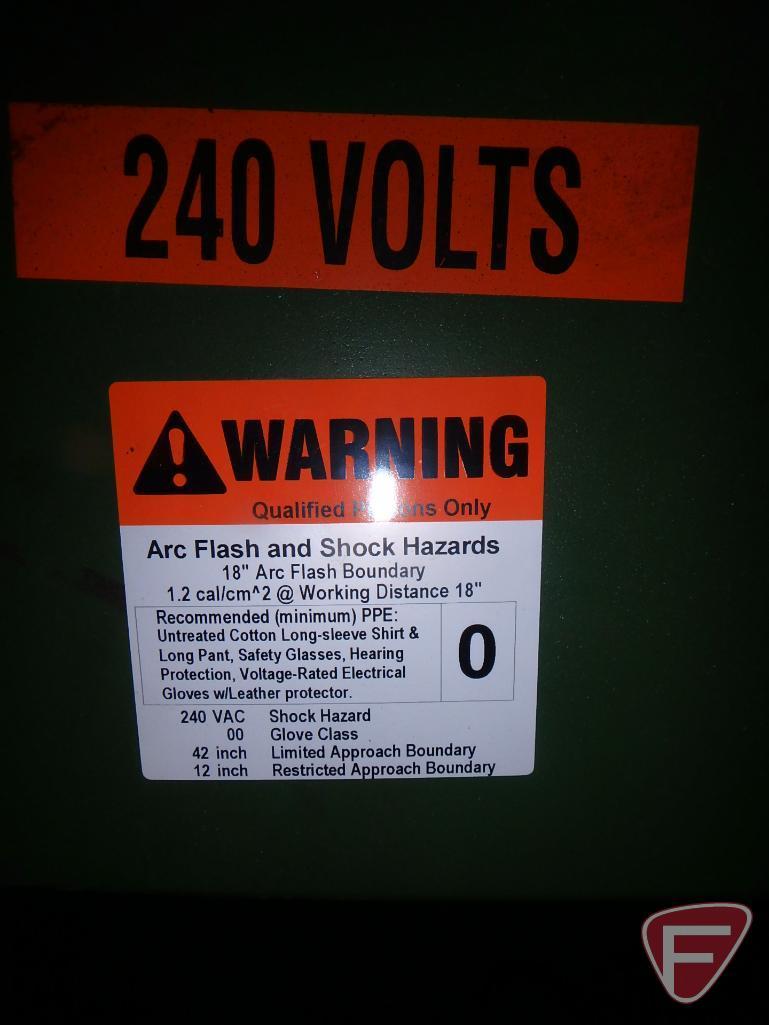 240 VOLTS
WARNING
Qualified Only
Arc Flash and Shock Hazards
18" Arc Flash Boundary
1.2 cal/cm^2 @ Working Distance 18"
Recommended (minimum) PPE:
Untreated Cotton Long-sleeve Shirt &
Long Pant, Safety Glasses, Hearing
Protection, Voltage-Rated Electrical
Gloves w/Leather protector.
0
240 VAC Shock Hazard
00 Glove Class
42 inch Limited Approach Boundary
12 inch Restricted Approach Boundary
F